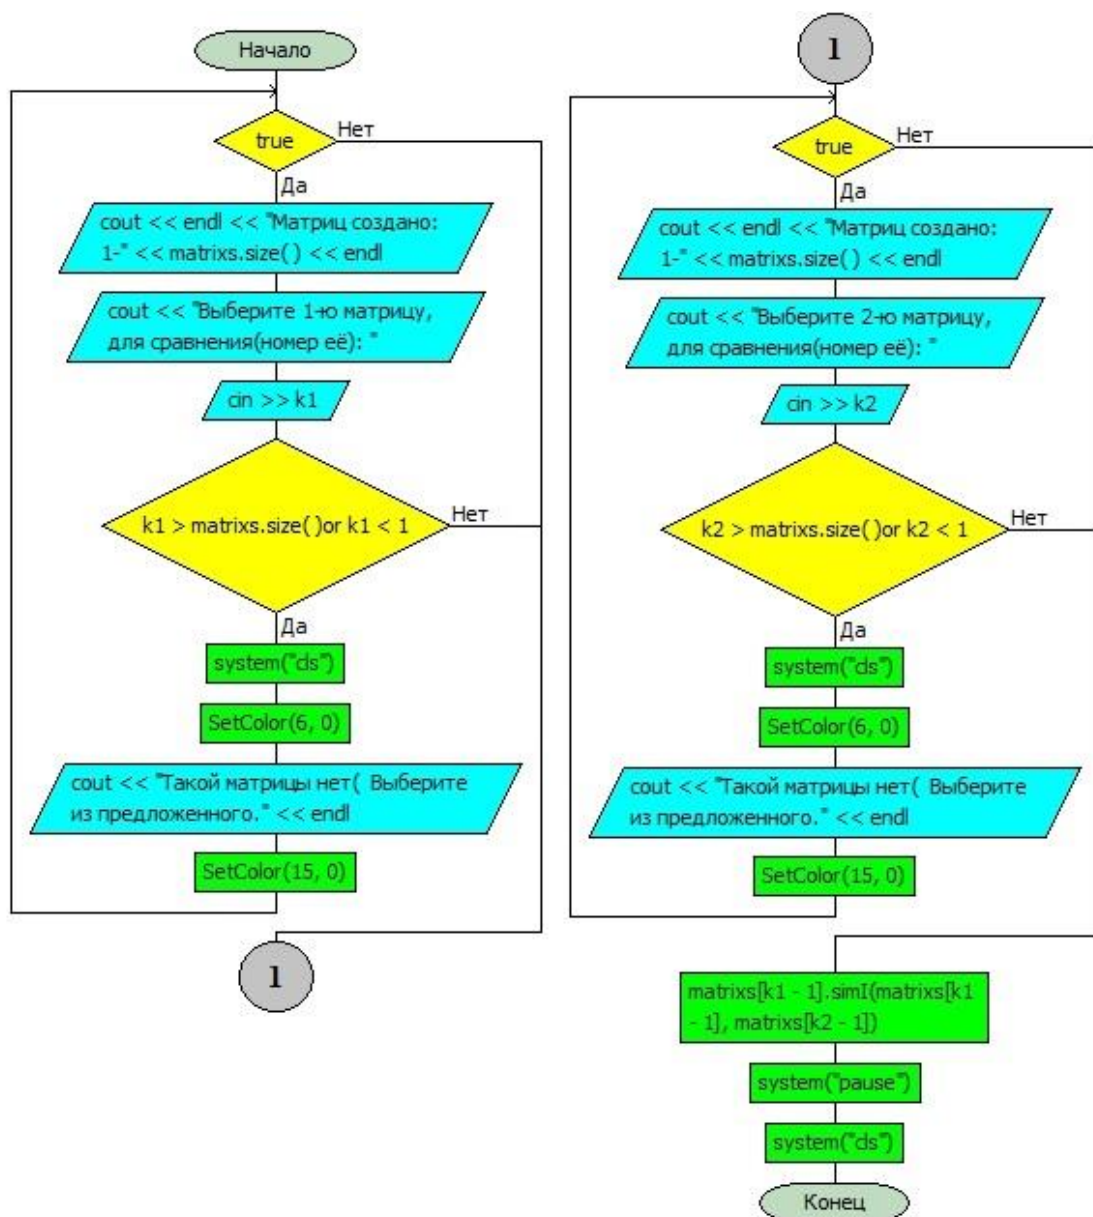 Начало
true
Нет
Да
cout << endl << "Матриц создано:
1-" << matrixs.size() << endl
cout << "Выберите 1-ю матрицу,
для сравнения(номер её): "
cin >> k1
k1 > matrixs.size()or k1 < 1
Нет
Да
system("cls")
SetColor(6, 0)
cout << "Такой матрицы нет(  Выберите
из предложенного." << endl
SetColor(15, 0)
1
1
true
Нет
Да
cout << endl << "Матриц создано:
1-" << matrixs.size() << endl
cout << "Выберите 2-ю матрицу,
для сравнения(номер её): "
cin >> k2
k2 > matrixs.size()or k2 < 1
Нет
Да
system("cls")
SetColor(6, 0)
cout << "Такой матрицы нет(  Выберите
из предложенного." << endl
SetColor(15, 0)
matrixs[k1 - 1].simI(matrixs[k1
- 1], matrixs[k2 - 1])
system("pause")
system("cls")
Конец